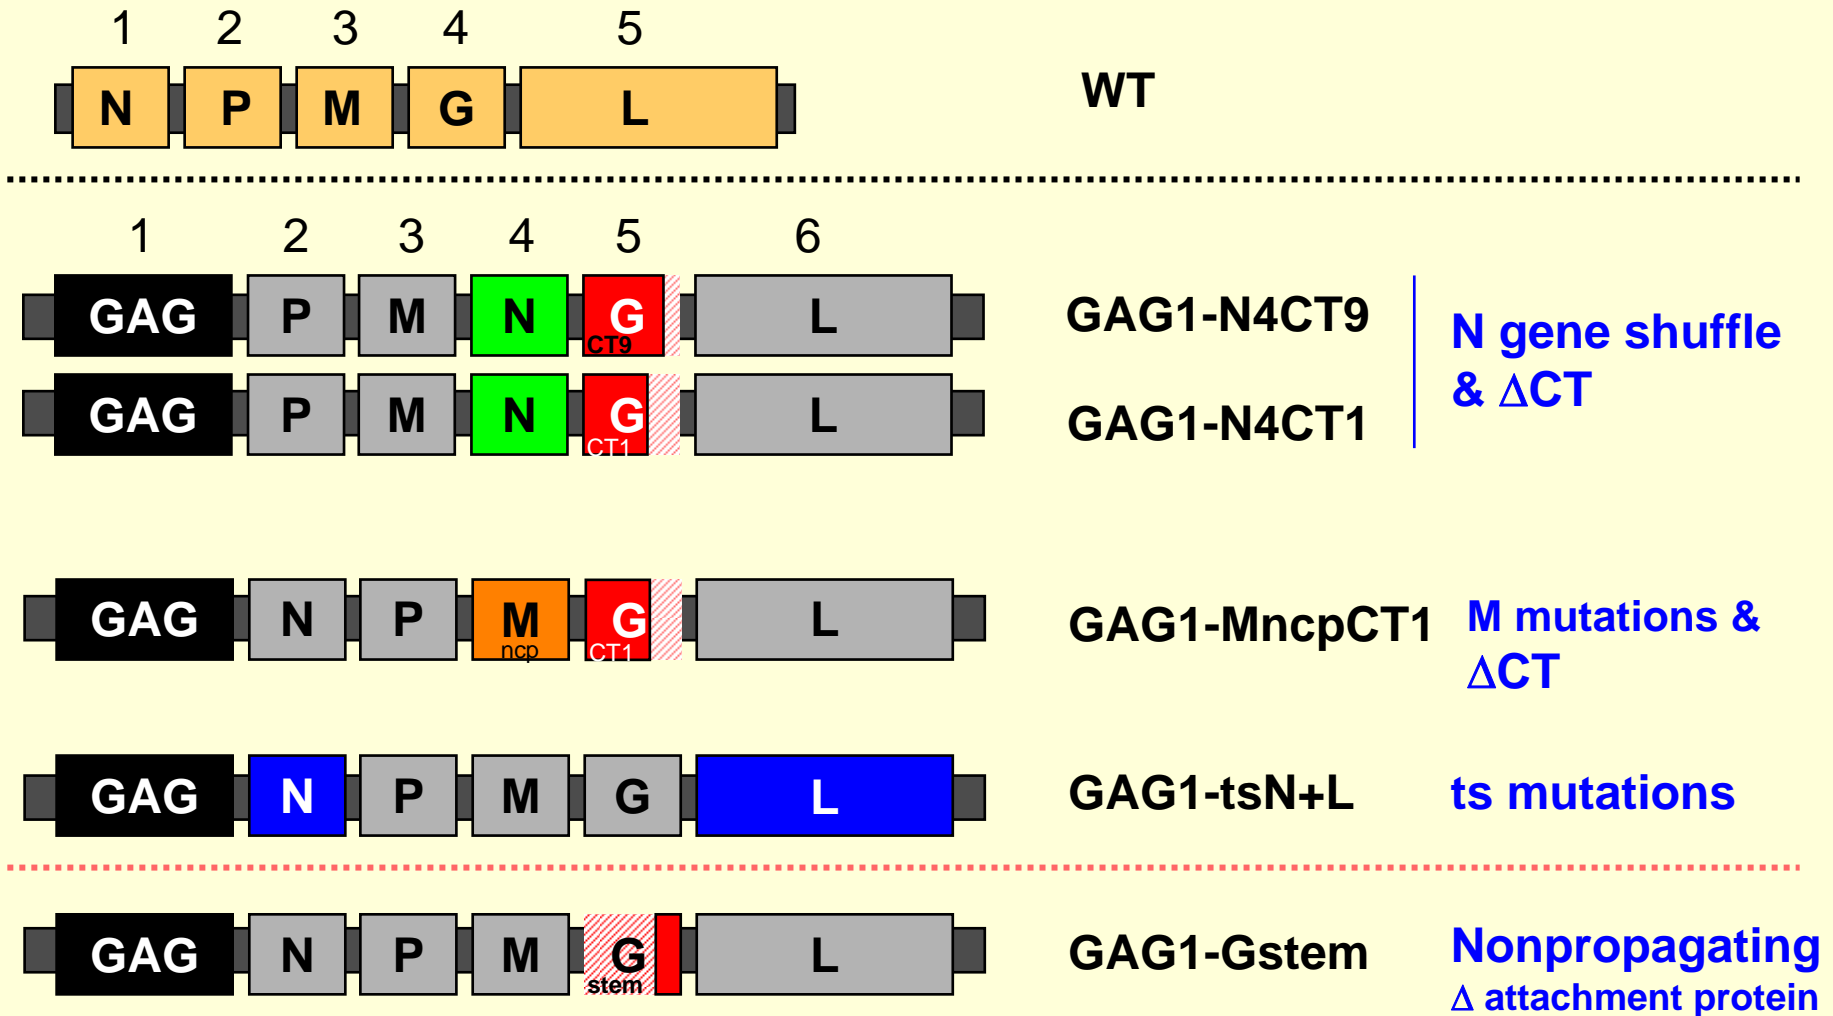 1 2 3 4 5
N P M G L
WT
1 2 3 4 5 6
GAG P M N G CT9 L
GAG1-N4CT9
GAG P M N G CT1 L
GAG1-N4CT1
N gene shuffle
& ΔCT
GAG N P M ncp G CT1 L
GAG1-MncpCT1
M mutations &
ΔCT
GAG N P M G L
GAG1-tsN+L
ts mutations
GAG N P M G stem L
GAG1-Gstem
Nonpropagating
Δ attachment protein